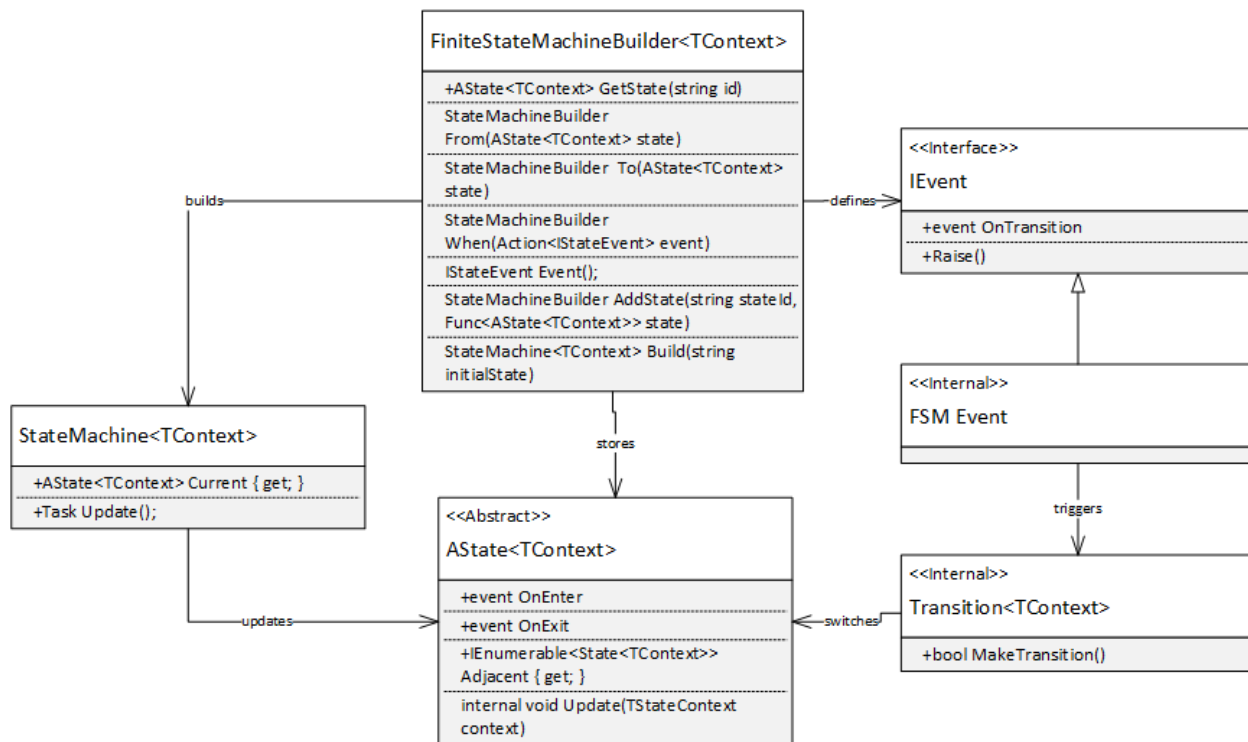 FiniteStateMachineBuilder<TContext>
+AState<TContext> GetState(string id)
StateMachineBuilder
From(AState<TContext> state)
StateMachineBuilder To(AState<TContext>
state)
StateMachineBuilder
When(Action<IStateEvent> event)
IStateEvent Event();
StateMachineBuilder AddState(string stateId,
Func<AState<TContext>> state)
StateMachine<TContext> Build(string
initialState)
builds
defines
stores
<<Interface>>
IEvent
+event OnTransition
+Raise()
<<Internal>>
FSM Event
triggers
StateMachine<TContext>
+AState<TContext> Current { get; }
+Task Update();
updates
<<Abstract>>
AState<TContext>
+event OnEnter
+event OnExit
+IEnumerable<State<TContext>>
Adjacent { get; }
internal void Update(TStateContext
context)
switches
<<Internal>>
Transition<TContext>
+bool MakeTransition()